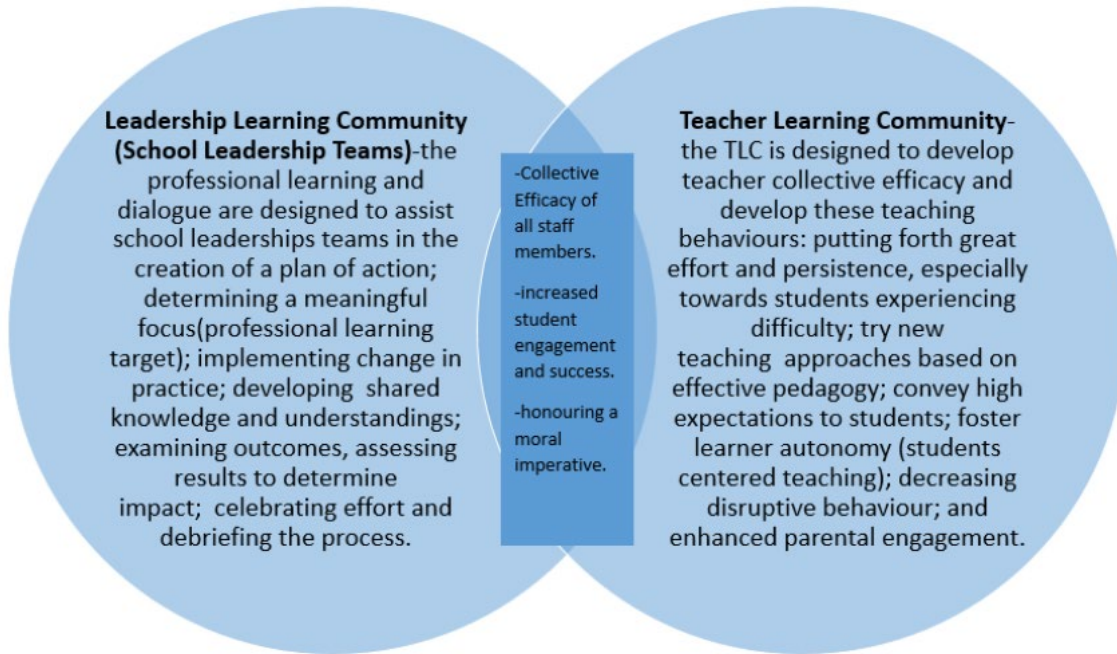 Leadership Learning Community
(School Leadership Teams)-the
professional learning and
dialogue are designed to assist
school leaderships teams in the
creation of a plan of action;
determining a meaningful
focus(professional learning
target); implementing change in
practice; developing shared
knowledge and understandings;
examining outcomes, assessing
results to determine
impact; celebrating effort and
debriefing the process.
-Collective
Efficacy of
all staff
members.
-increased
student
engagement
and success.
-honouring a
moral
imperative.
Teacher Learning Community-
the TLC is designed to develop
teacher collective efficacy and
develop these teaching
behaviours: putting forth great
effort and persistence, especially
towards students experiencing
difficulty; try new
teaching approaches based on
effective pedagogy; convey high
expectations to students; foster
learner autonomy (students
centered teaching); decreasing
disruptive behaviour; and
enhanced parental engagement.